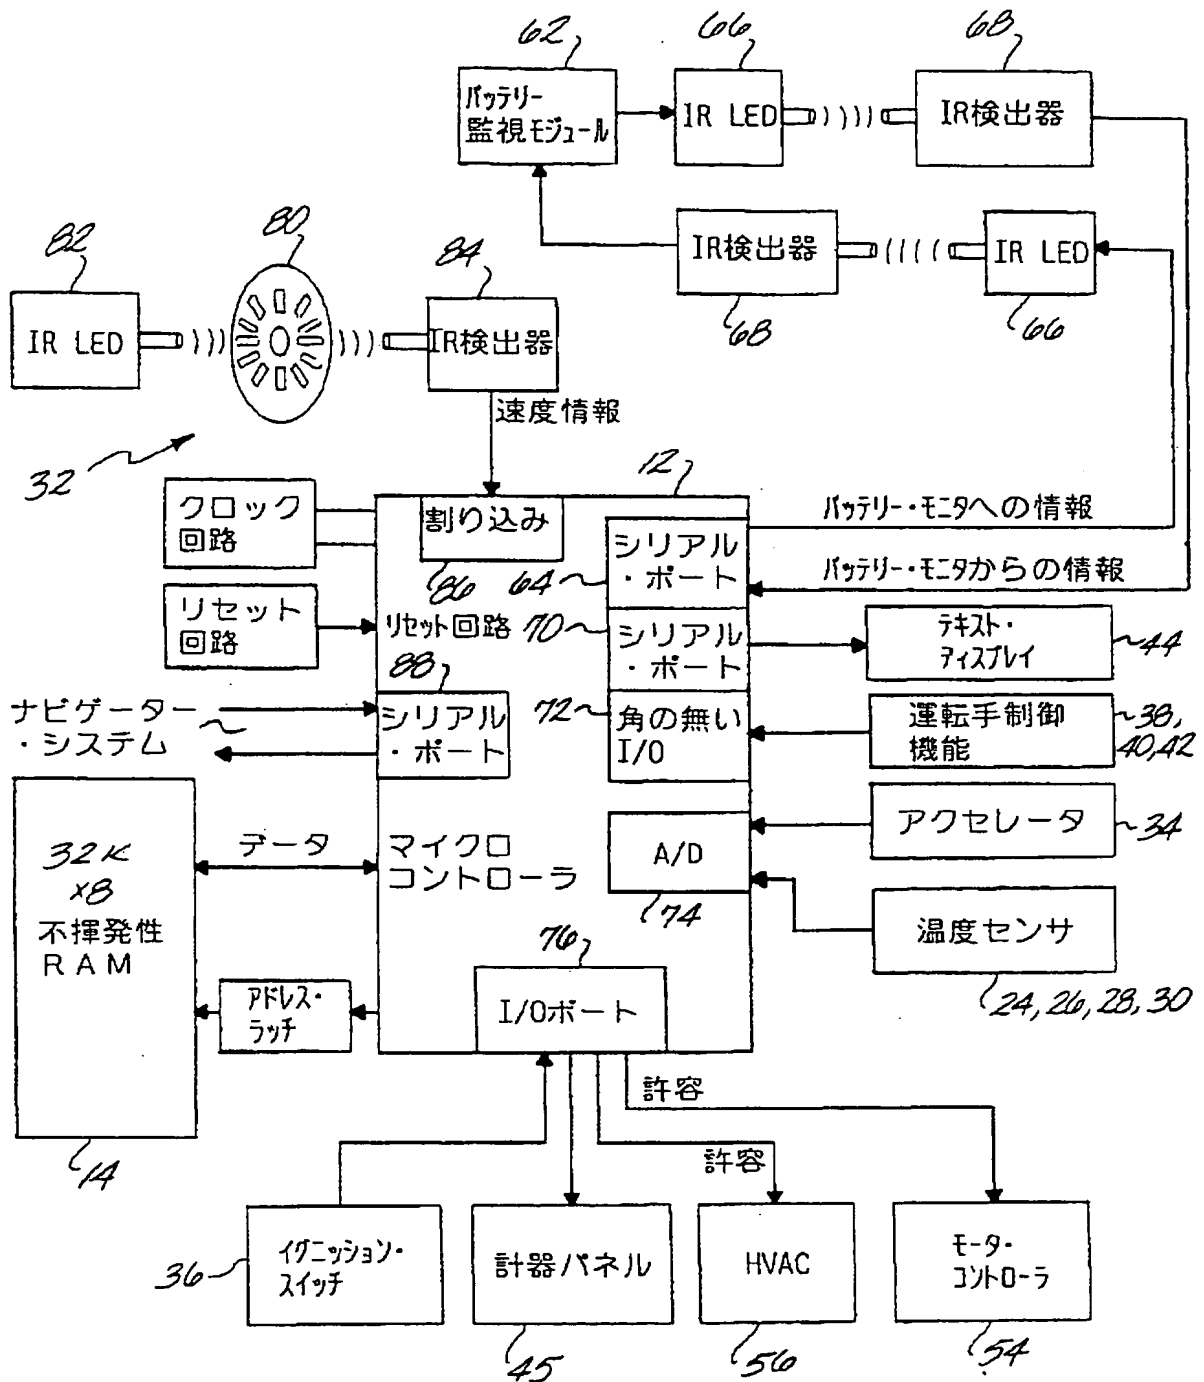 62
66
68
バッテリー
監視モジュール
IR LED
IR検出器
82
80
84
IR検出器
IR LED
68
66
IR LED
IR検出器
速度情報
32
12
クロック
回路
割り込み
86
シリアル
・ポート
64
バッテリー・モニタへの情報
バッテリー・モニタからの情報
リセット
回路
リセット回路
70
シリアル
・ポート
テキスト・
ディスプレイ
44
88
ナビゲーター
・システム
シリアル
・ポート
72
角の無い
I/O
運転手制御
機能
38,
40,42
32K
x8
不揮発性
RAM
データ
マイクロ
コントローラ
A/D
74
アクセレータ
34
温度センサ
24, 26, 28, 30
アドレス・
ラッチ
76
I/Oポート
14
許容
許容
イグニッション・
スイッチ
36
計器パネル
45
HVAC
56
モータ・
コントローラ
54